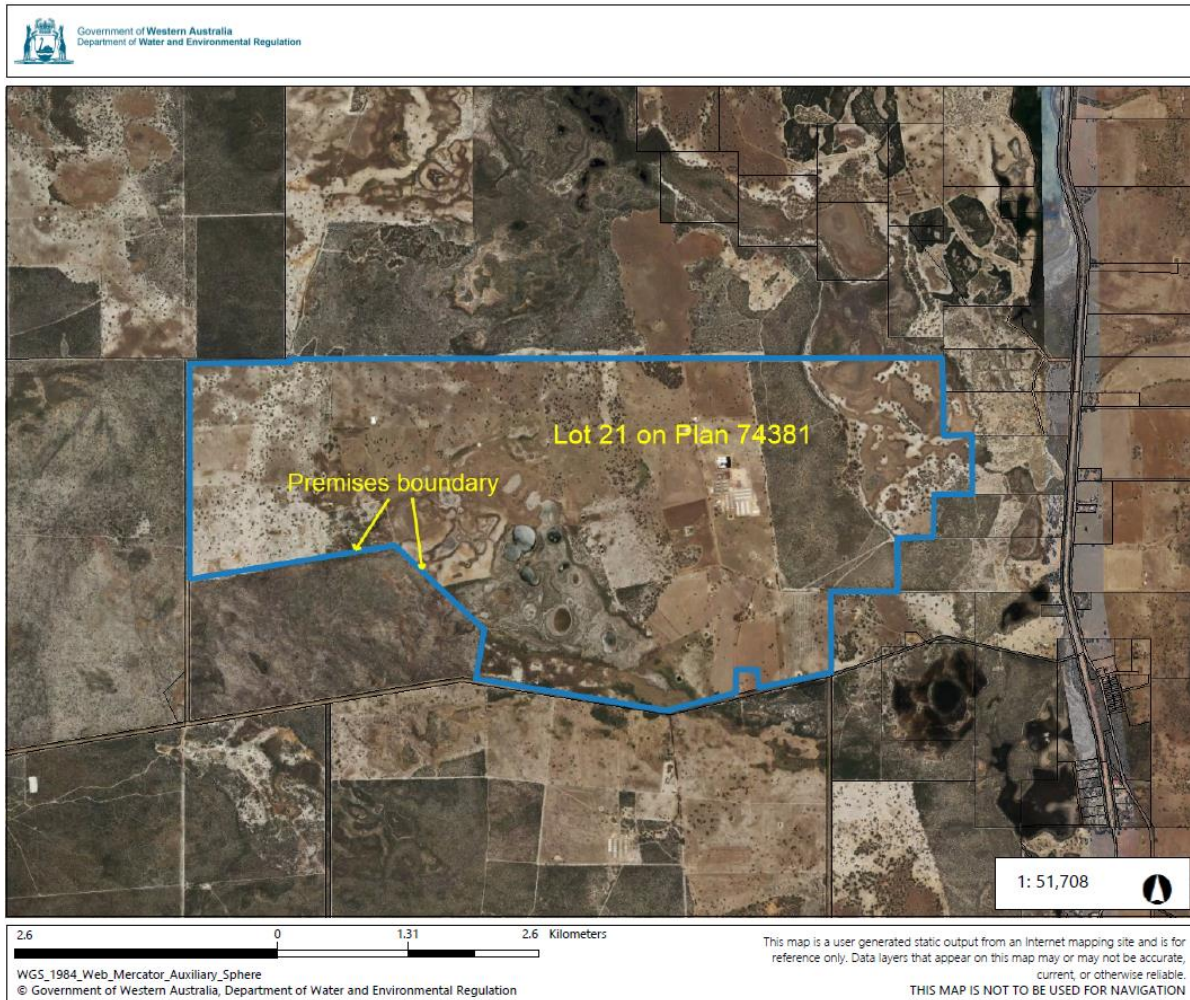 Government of Western Australia
Department of Water and Environmental Regulation
Lot 21 on Plan 74381
Premises boundary
1: 51,708
2.6 0 1.31 2.6 Kilometers
WGS_1984_Web_Mercator_Auxiliary_Sphere
© Government of Western Australia, Department of Water and Environmental Regulation
This map is a user generated static output from an Internet mapping site and is for
reference only. Data layers that appear on this map may or may not be accurate,
current, or otherwise reliable.
THIS MAP IS NOT TO BE USED FOR NAVIGATION